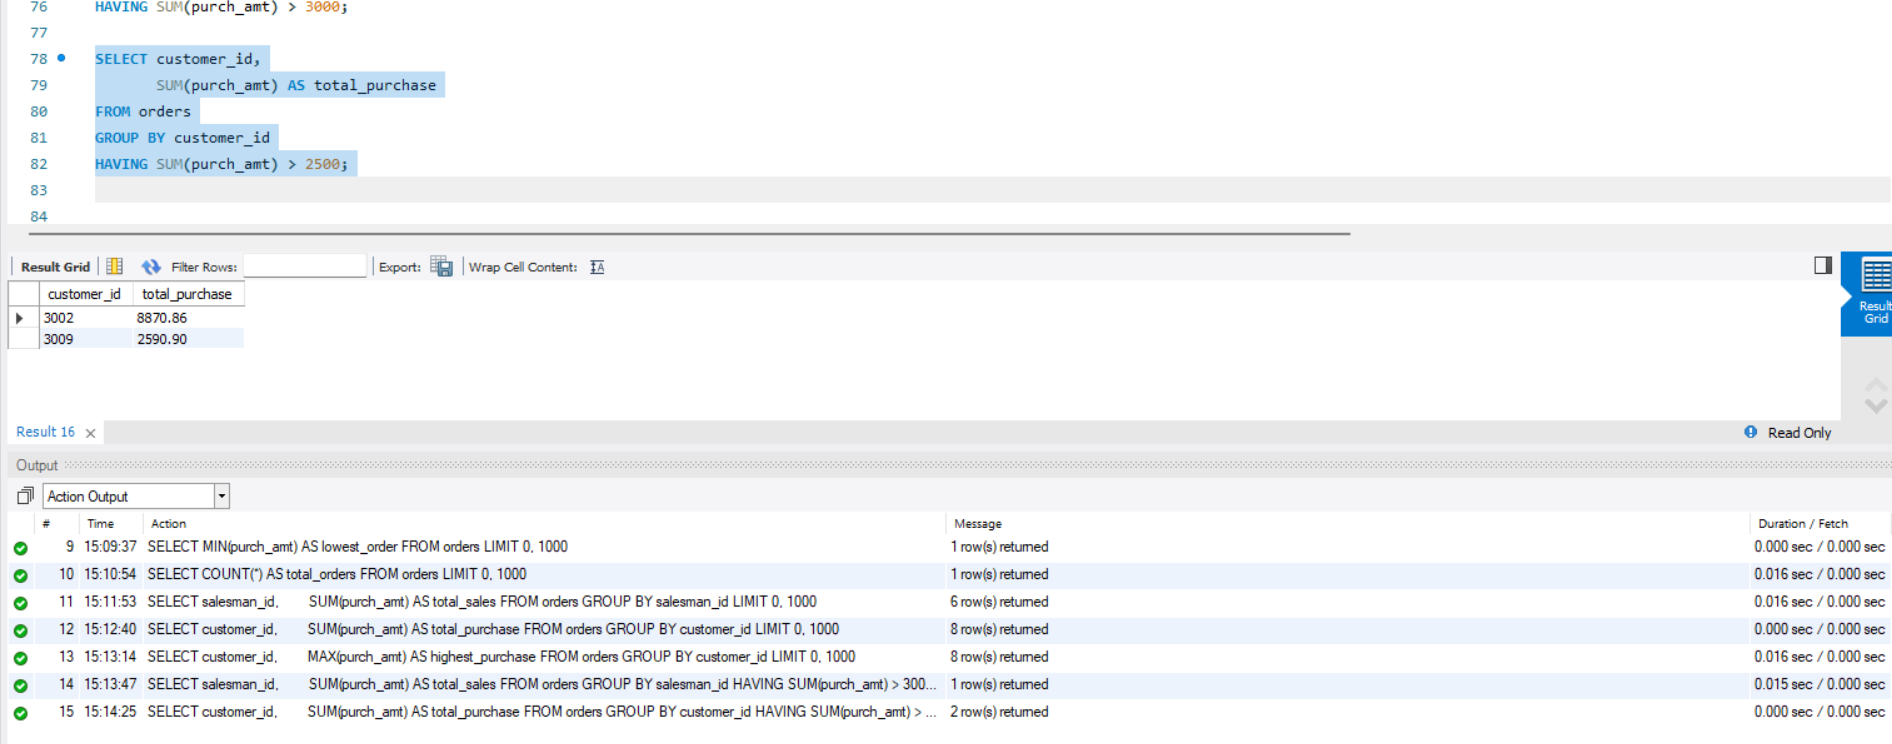 76 HAVING SUM(purch_amt) > 3000;
77
78 SELECT customer_id,
79 SUM(purch_amt) AS total_purchase
80 FROM orders
81 GROUP BY customer_id
82 HAVING SUM(purch_amt) > 2500;
83
84
Result Grid Filter Rows: Export: Wrap Cell Content:
customer_id total_purchase
3002 8870.86
3009 2590.90
Result
Grid
Result 16 Read Only
Output
Action Output
# Time Action Message Duration / Fetch
9 15:09:37 SELECT MIN(purch_amt) AS lowest_order FROM orders LIMIT 0, 1000 1 row(s) returned 0.000 sec / 0.000 sec
10 15:10:54 SELECT COUNT(*) AS total_orders FROM orders LIMIT 0, 1000 1 row(s) returned 0.016 sec / 0.000 sec
11 15:11:53 SELECT salesman_id, SUM(purch_amt) AS total_sales FROM orders GROUP BY salesman_id LIMIT 0, 1000 6 row(s) returned 0.016 sec / 0.000 sec
12 15:12:40 SELECT customer_id, SUM(purch_amt) AS total_purchase FROM orders GROUP BY customer_id LIMIT 0, 1000 8 row(s) returned 0.000 sec / 0.000 sec
13 15:13:14 SELECT customer_id, MAX(purch_amt) AS highest_purchase FROM orders GROUP BY customer_id LIMIT 0, 1000 8 row(s) returned 0.016 sec / 0.000 sec
14 15:13:47 SELECT salesman_id, SUM(purch_amt) AS total_sales FROM orders GROUP BY salesman_id HAVING SUM(purch_amt) > 300... 1 row(s) returned 0.015 sec / 0.000 sec
15 15:14:25 SELECT customer_id, SUM(purch_amt) AS total_purchase FROM orders GROUP BY customer_id HAVING SUM(purch_amt) > ... 2 row(s) returned 0.000 sec / 0.000 sec